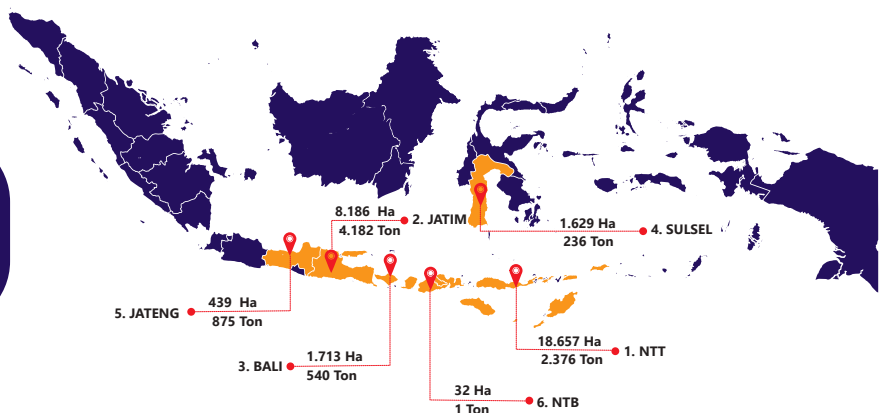 8.186 Ha
4.182 Ton
2. JATIM
1.629 Ha
236 Ton
4. SULSEL
439 Ha
875 Ton
5. JATENG
18.657 Ha
2.376 Ton
1. NTT
1.713 Ha
540 Ton
3. BALI
32 Ha
1 Ton
6. NTB